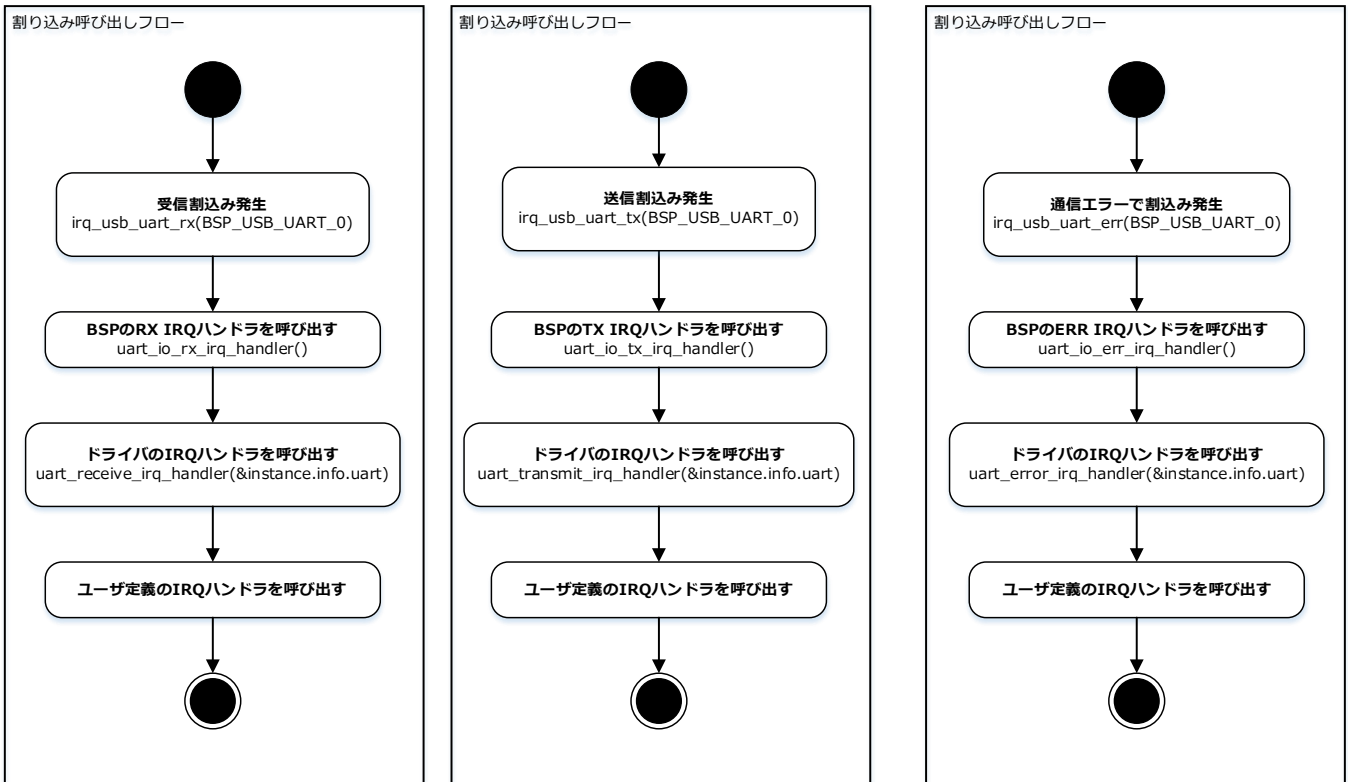 割り込み呼び出しフロー
受信割込み発生
irq_usb_uart_rx(BSP_USB_UART_0)
BSPのRX IRQハンドラを呼び出す
uart_io_rx_irq_handler()
ドライバのIRQハンドラを呼び出す
uart_receive_irq_handler(&instance.info.uart)
ユーザ定義のIRQハンドラを呼び出す
割り込み呼び出しフロー
送信割込み発生
irq_usb_uart_tx(BSP_USB_UART_0)
BSPのTX IRQハンドラを呼び出す
uart_io_tx_irq_handler()
ドライバのIRQハンドラを呼び出す
uart_transmit_irq_handler(&instance.info.uart)
ユーザ定義のIRQハンドラを呼び出す
割り込み呼び出しフロー
通信エラーで割込み発生
irq_usb_uart_err(BSP_USB_UART_0)
BSPのERR IRQハンドラを呼び出す
uart_io_err_irq_handler()
ドライバのIRQハンドラを呼び出す
uart_error_irq_handler(&instance.info.uart)
ユーザ定義のIRQハンドラを呼び出す